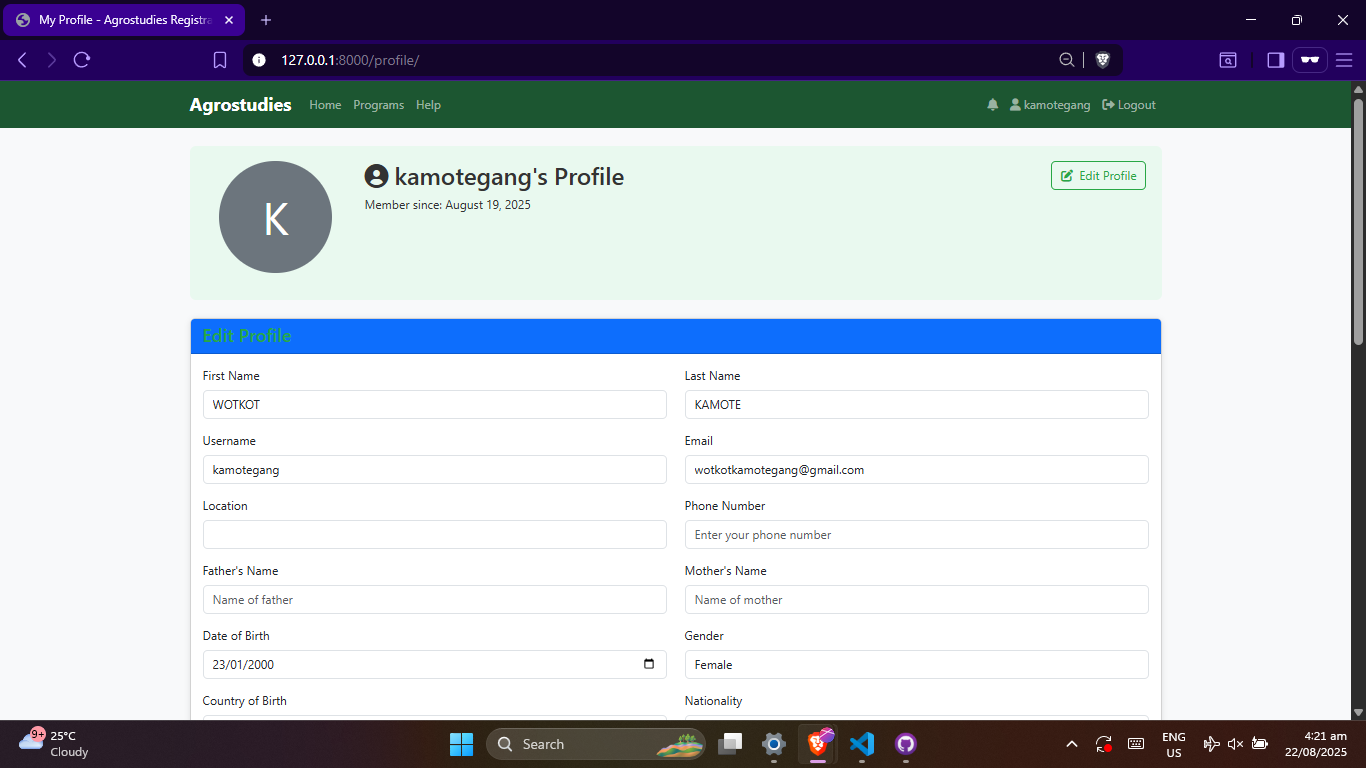 My Profile - Agrostudies Registra
127.0.0.1:8000/profile/
Agrostudies Home Programs Help kamotegang Logout
K
kamotegang's Profile
Edit Profile
Member since: August 19, 2025
Edit Profile
First Name Last Name
WOTKOT KAMOTE
Username Email
kamotegang wotkotkamotegang@gmail.com
Location Phone Number
Enter your phone number
Father's Name Mother's Name
Name of father Name of mother
Date of Birth Gender
23/01/2000 Female
Country of Birth Nationality
9+ 25°C
Cloudy
Search
ENG
US
4:21 am
22/08/2025